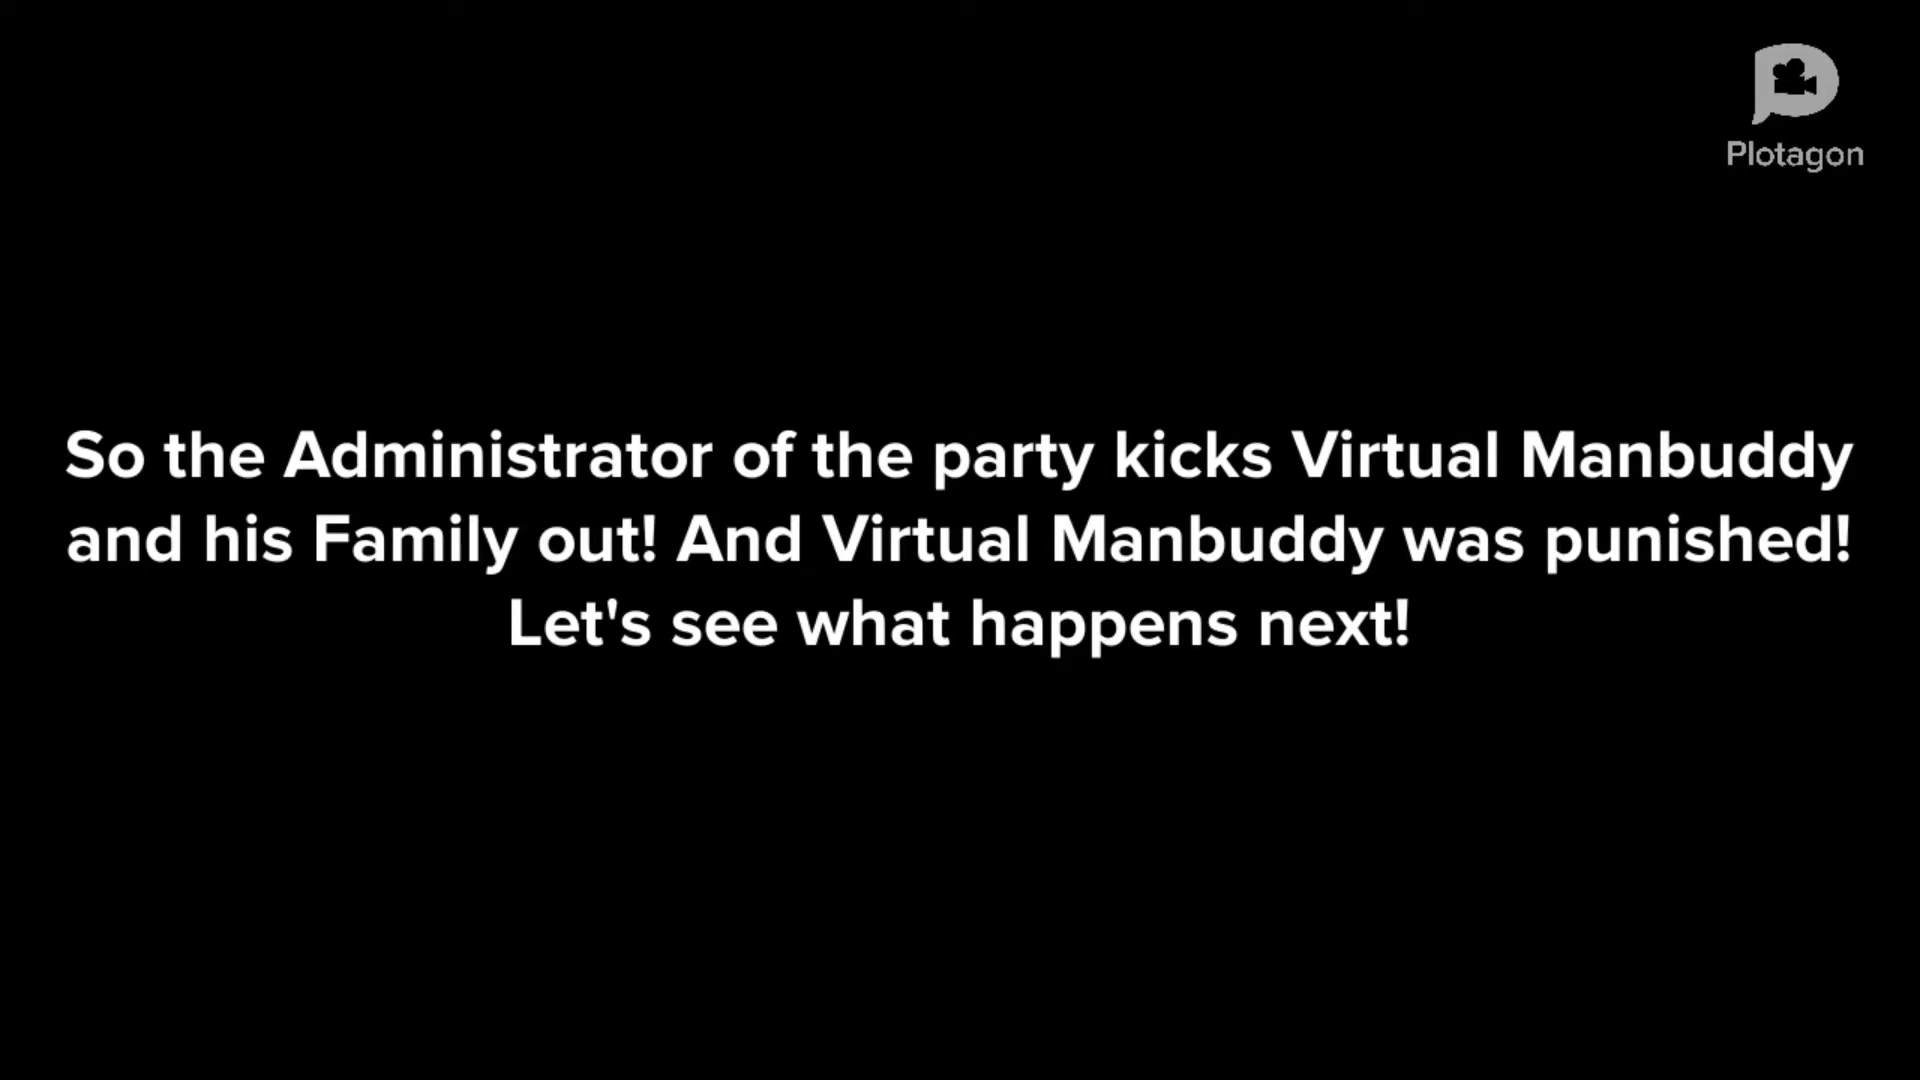 Plotagon
So the Administrator of the party kicks Virtual Manbuddy
and his Family out! And Virtual Manbuddy was punished!
Let's see what happens next!